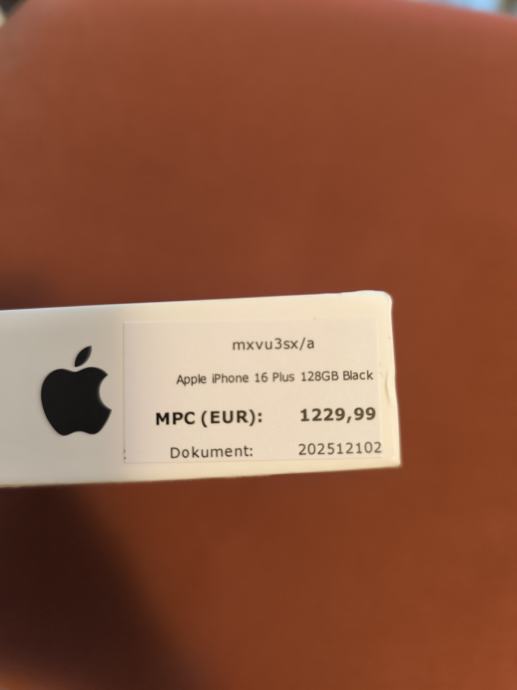 mxvu3sx/a
Apple iPhone 16 Plus 128GB Black
MPC (EUR): 1229,99
Dokument: 202512102